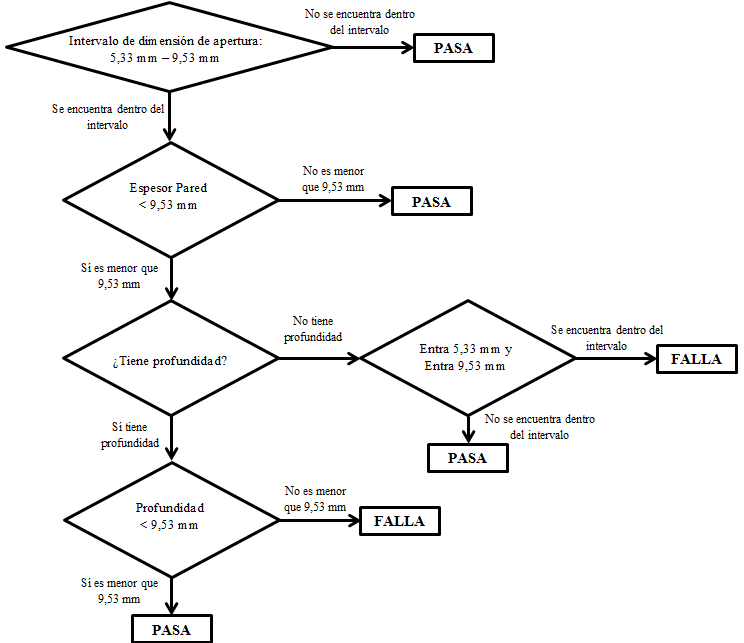 No se encuentra dentro
del intervalo
Intervalo de dimensión de apertura:
5,33 mm – 9,53 mm
PASA
Se encuentra dentro del
intervalo
Espesor Pared
< 9,53 mm
No es menor
que 9,53 mm
PASA
Sí es menor que
9,53 mm
¿Tiene profundidad?
No tiene
profundidad
Entra 5,33 mm y
Entra 9,53 mm
Se encuentra dentro del
intervalo
FALLA
No se encuentra dentro
del intervalo
PASA
Sí tiene
profundidad
Profundidad
< 9,53 mm
No es menor
que 9,53 mm
FALLA
Sí es menor que
9,53 mm
PASA